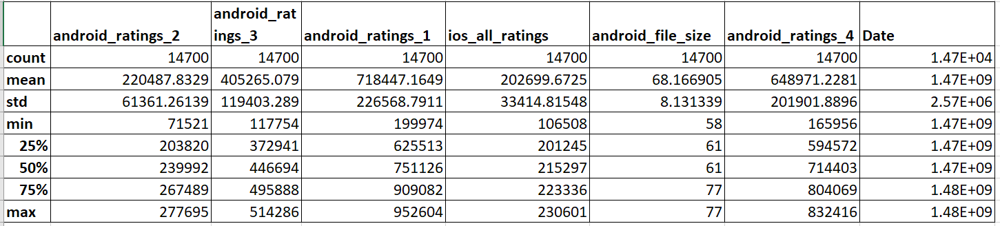 android_rat
android_ratings_2 ings_3 android_ratings_1 ios_all_ratings android_file_size android_ratings_4 Date
count 14700 14700 14700 14700 14700 14700 1.47E+04
mean 220487.8329 405265.079 718447.1649 202699.6725 68.166905 648971.2281 1.47E+09
std 61361.26139 119403.289 226568.7911 33414.81548 8.131339 201901.8896 2.57E+06
min 71521 117754 199974 106508 58 165956 1.47E+09
25% 203820 372941 625513 201245 61 594572 1.47E+09
50% 239992 446694 751126 215297 61 714403 1.47E+09
75% 267489 495888 909082 223336 77 804069 1.48E+09
max 277695 514286 952604 230601 77 832416 1.48E+09